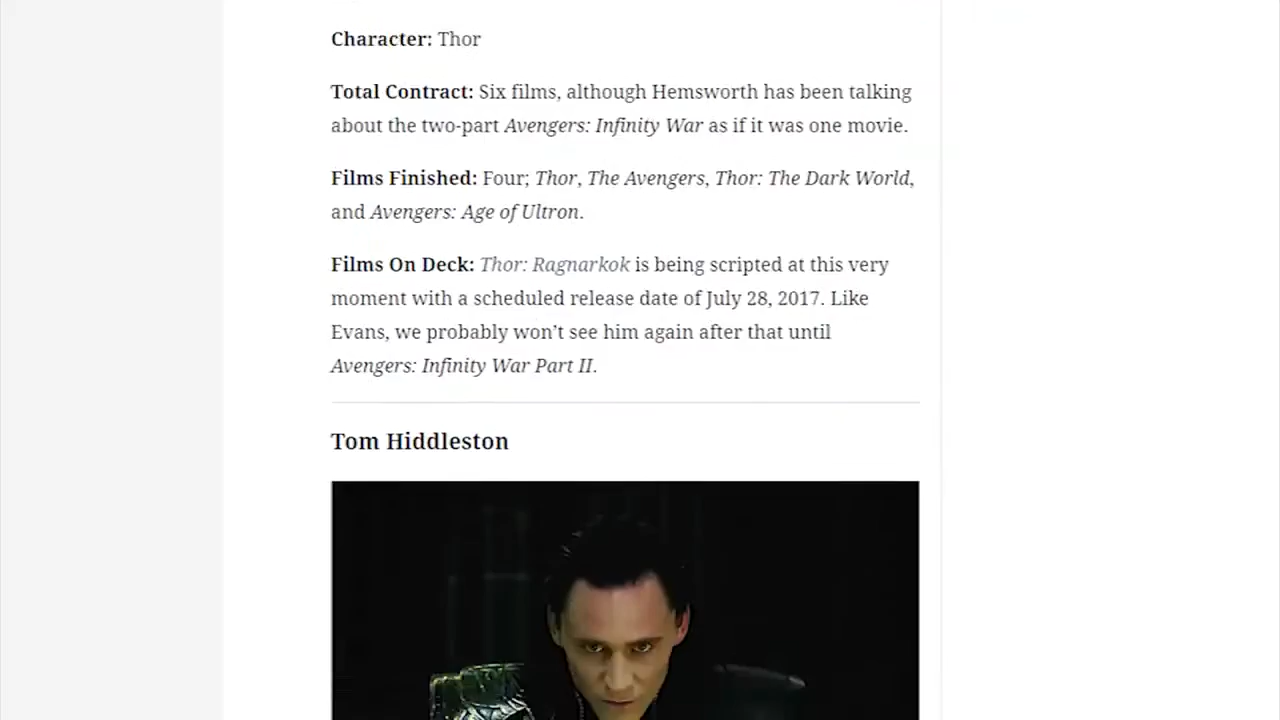 Character: Thor
Total Contract: Six films, although Hemsworth has been talking
about the two-part Avengers: Infinity War as if it was one movie.
Films Finished: Four; Thor, The Avengers, Thor: The Dark World,
and Avengers: Age of Ultron.
Films On Deck: Thor: Ragnarkok is being scripted at this very
moment with a scheduled release date of July 28, 2017. Like
Evans, we probably won’t see him again after that until
Avengers: Infinity War Part II.
Tom Hiddleston